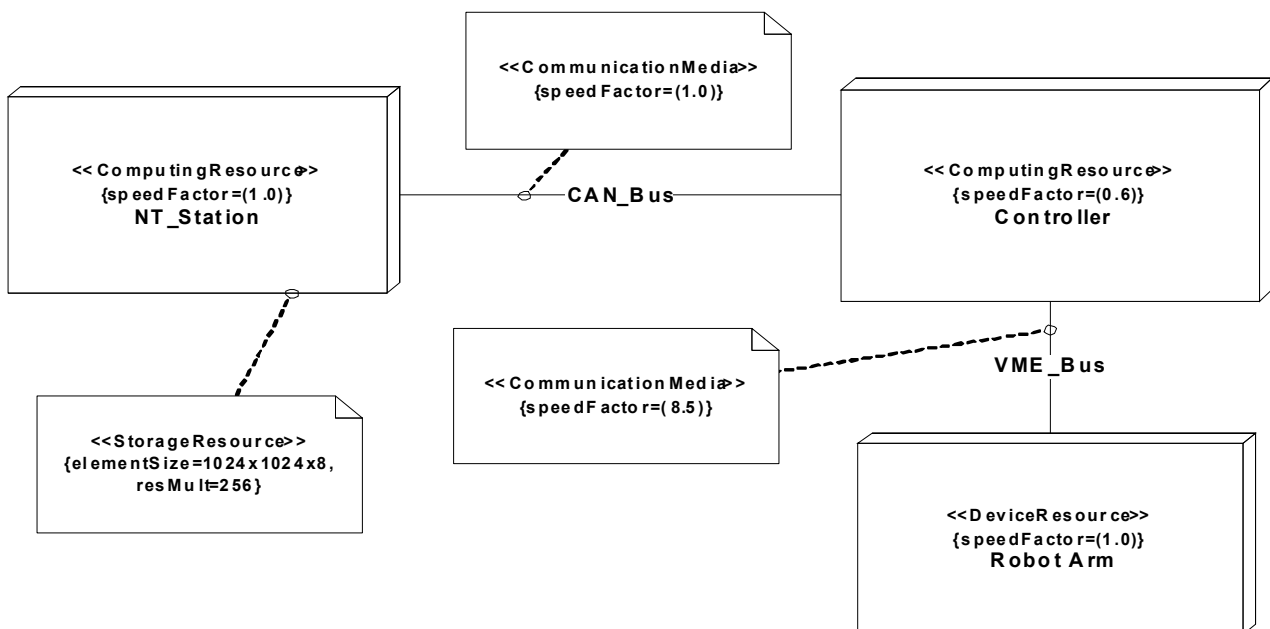 <<CommunicationMedia>>
{speedFactor=(1.0)}
<<ComputingResource>>
{speedFactor=(1.0)}
NT_Station
CAN_Bus
<<ComputingResource>>
{speedFactor=(0.6)}
Controller
<<CommunicationMedia>>
{speedFactor=(8.5)}
VME_Bus
<<StorageResource>>
{elementSize=1024x1024x8,
resMult=256}
<<DeviceResource>>
{speedFactor=(1.0)}
Robot Arm